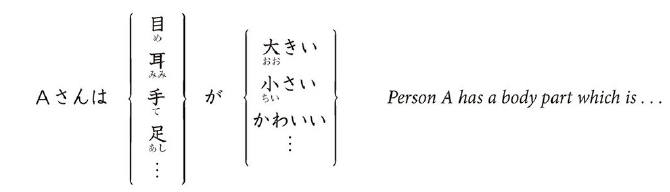 Aさんは
目
め
耳
みみ
手
て
足
あし
⋮
が
大きい
おお
小さい
ちい
かわいい
⋮
Person A has a body part which is . . .